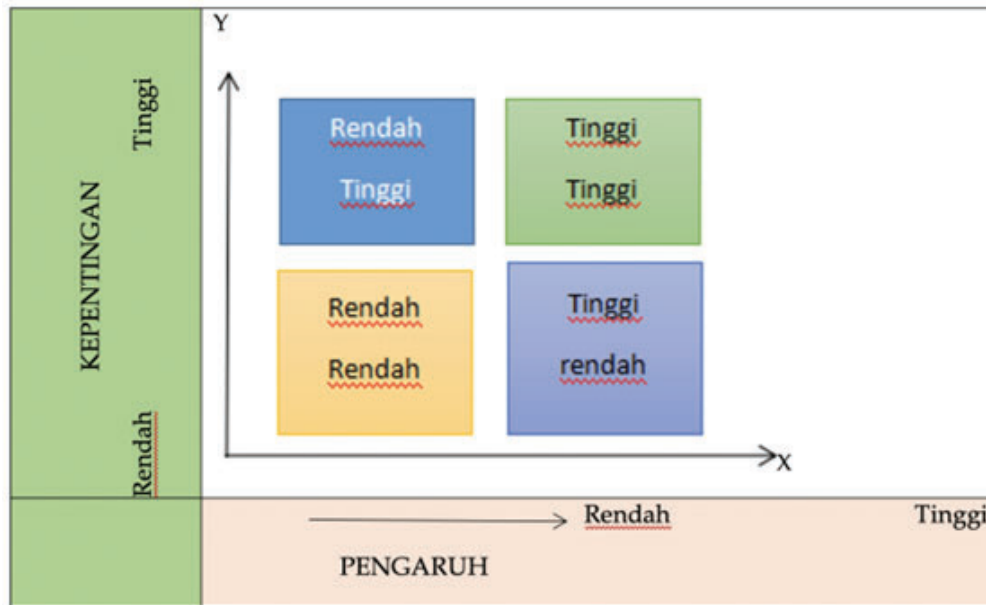 Y
Tinggi
KEPENTINGAN
Rendah
Rendah
Tinggi
Tinggi
Tinggi
Rendah
Rendah
Tinggi
rendah
X
Rendah
Tinggi
PENGARUH